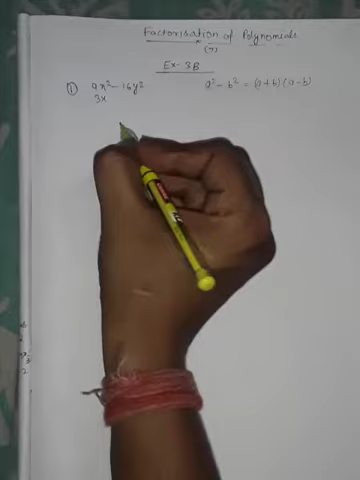 Factorisation of Polynomials
(7)
Ex- 3B
① 9x² - 16y² a² - b² = (a+b) (a-b)
3x